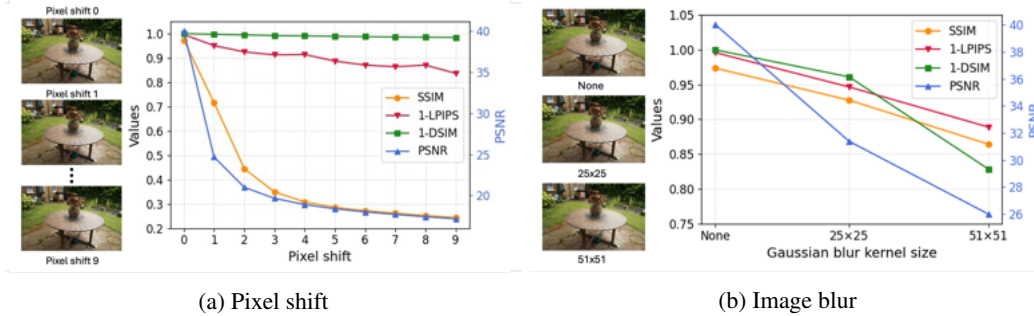 Pixel shift 0
Pixel shift 1
Pixel shift 9
Values
1.0
0.9
0.8
0.7
0.6
0.5
0.4
0.3
0.2
0 1 2 3 4 5 6 7 8 9
Pixel shift
SSIM
1-LPIPS
1-DSIM
PSNR
40
35
30
25
20
PSNR
(a) Pixel shift
None
25x25
51x51
Values
1.05
1.00
0.95
0.90
0.85
0.80
0.75
None 25×25 51×51
Gaussian blur kernel size
SSIM
1-LPIPS
1-DSIM
PSNR
40
38
36
34
32
30
28
26
PSNR
(b) Image blur